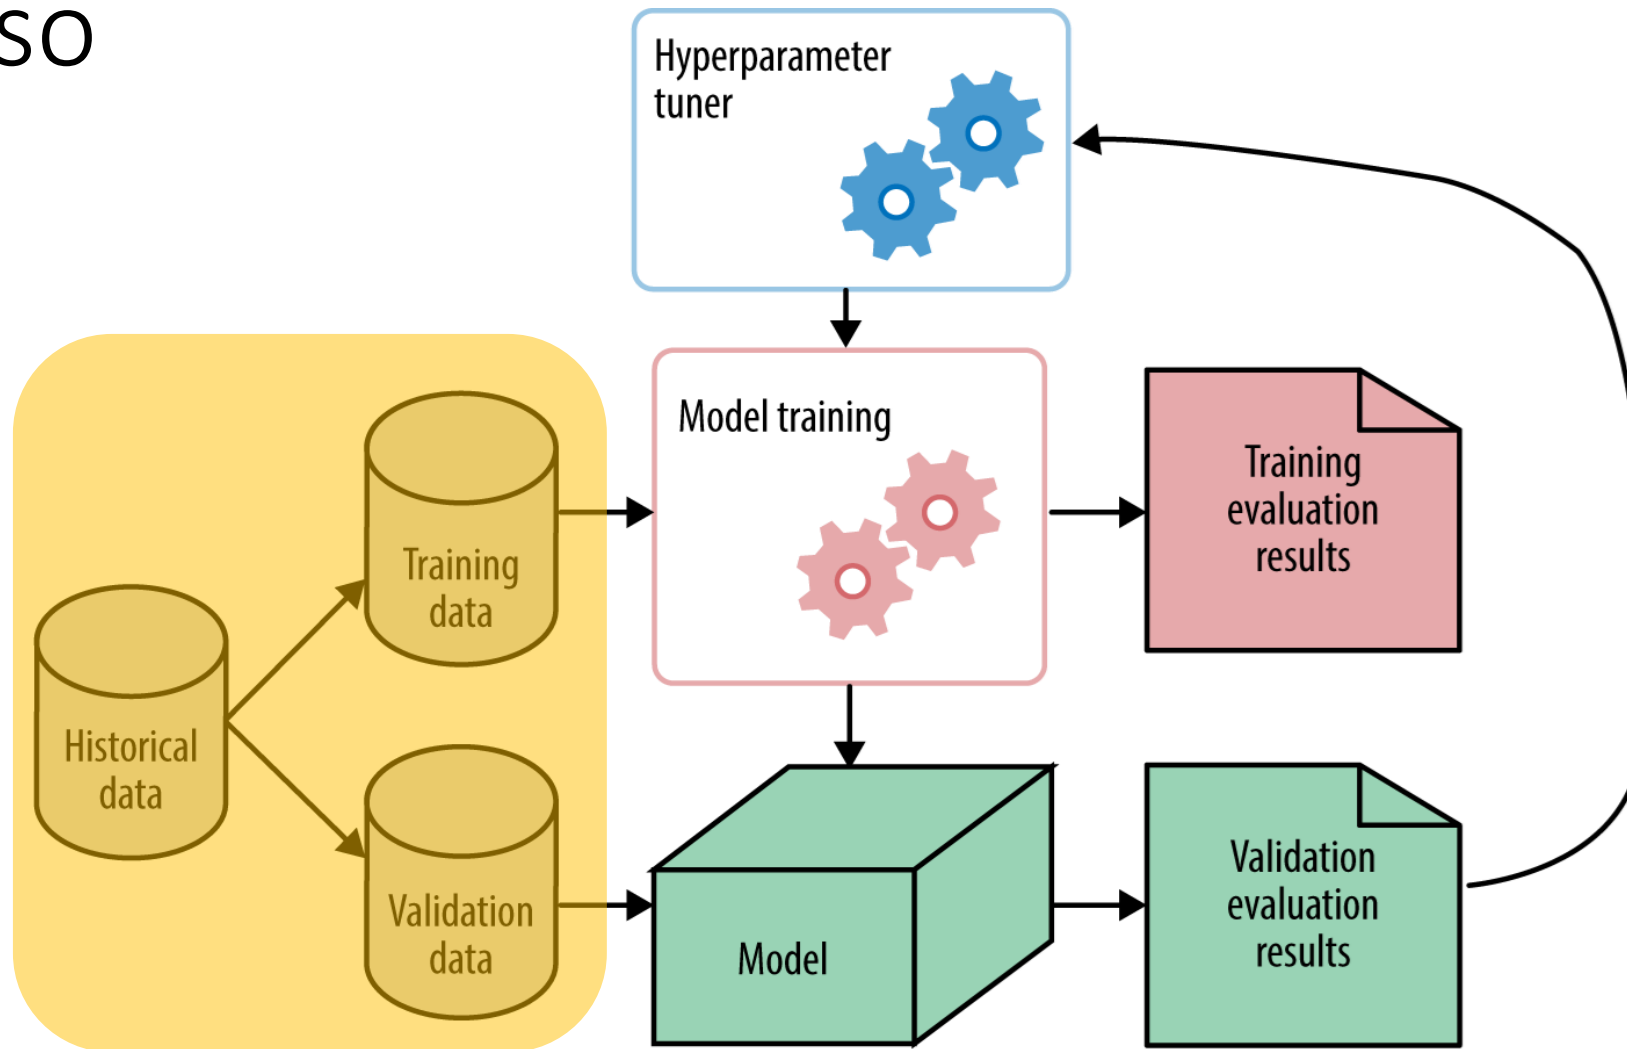 so
Hyperparameter
tuner
Model training
Training
evaluation
results
Training
data
Historical
data
Validation
data
Model
Validation
evaluation
results